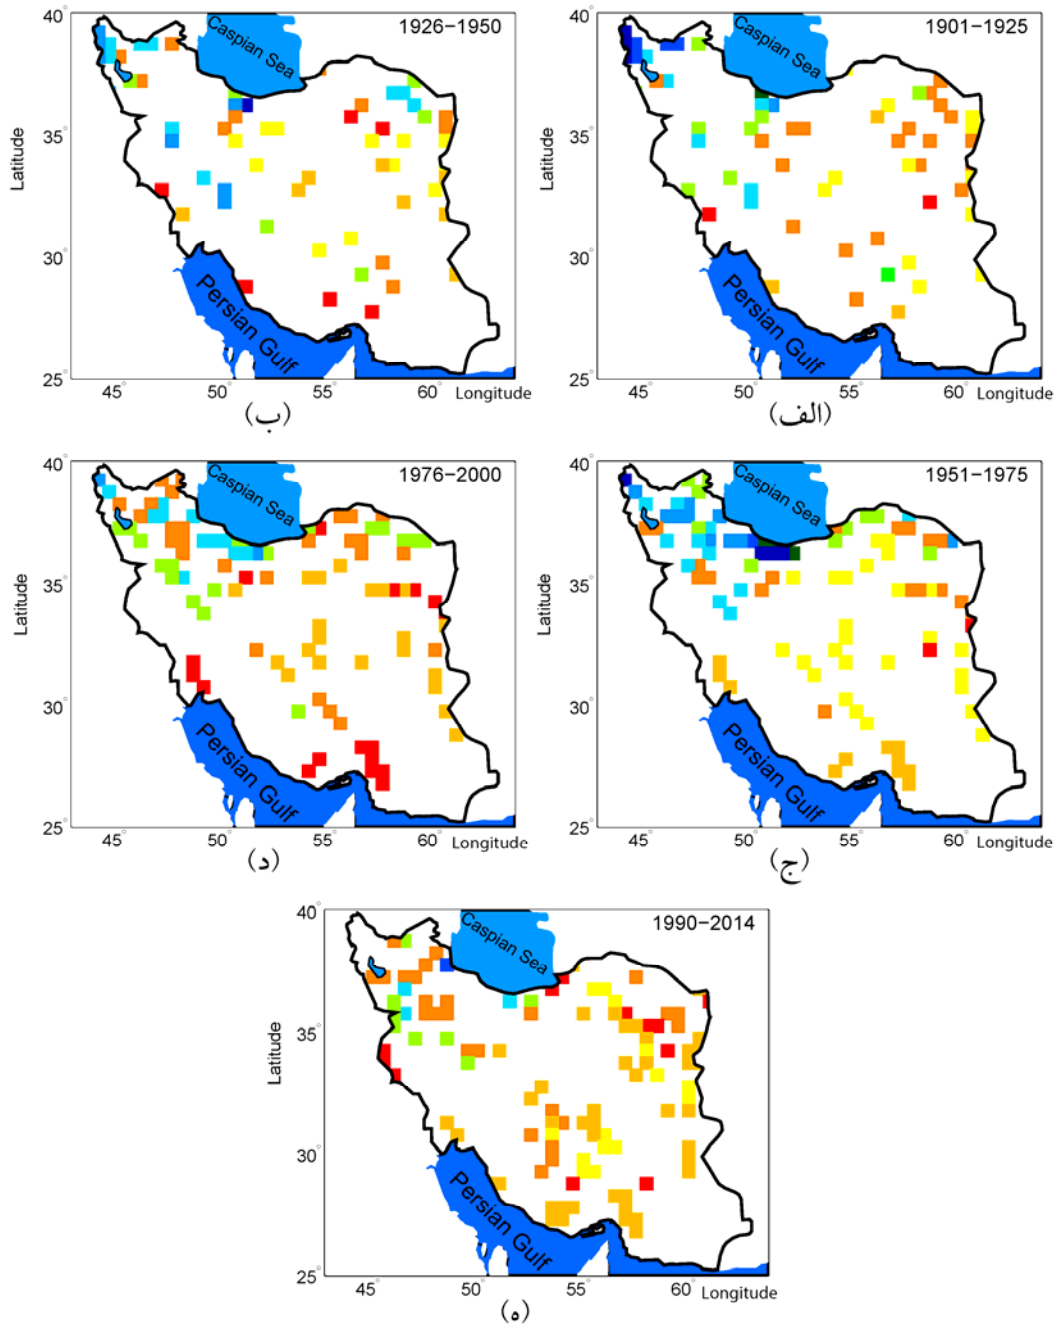 40°
1926–1950
Caspian Sea
35°
Latitude
30°
Persian Gulf
25°
45° 50° 55° 60° Longitude
(ب)
40°
1901–1925
Caspian Sea
35°
Latitude
30°
Persian Gulf
25°
45° 50° 55° 60° Longitude
(الف)
40°
1976–2000
Caspian Sea
35°
Latitude
30°
Persian Gulf
25°
45° 50° 55° 60° Longitude
(د)
40°
1951–1975
Caspian Sea
35°
Latitude
30°
Persian Gulf
25°
45° 50° 55° 60° Longitude
(ج)
40°
1990–2014
Caspian Sea
35°
Latitude
30°
Persian Gulf
25°
45° 50° 55° 60° Longitude
(ه)